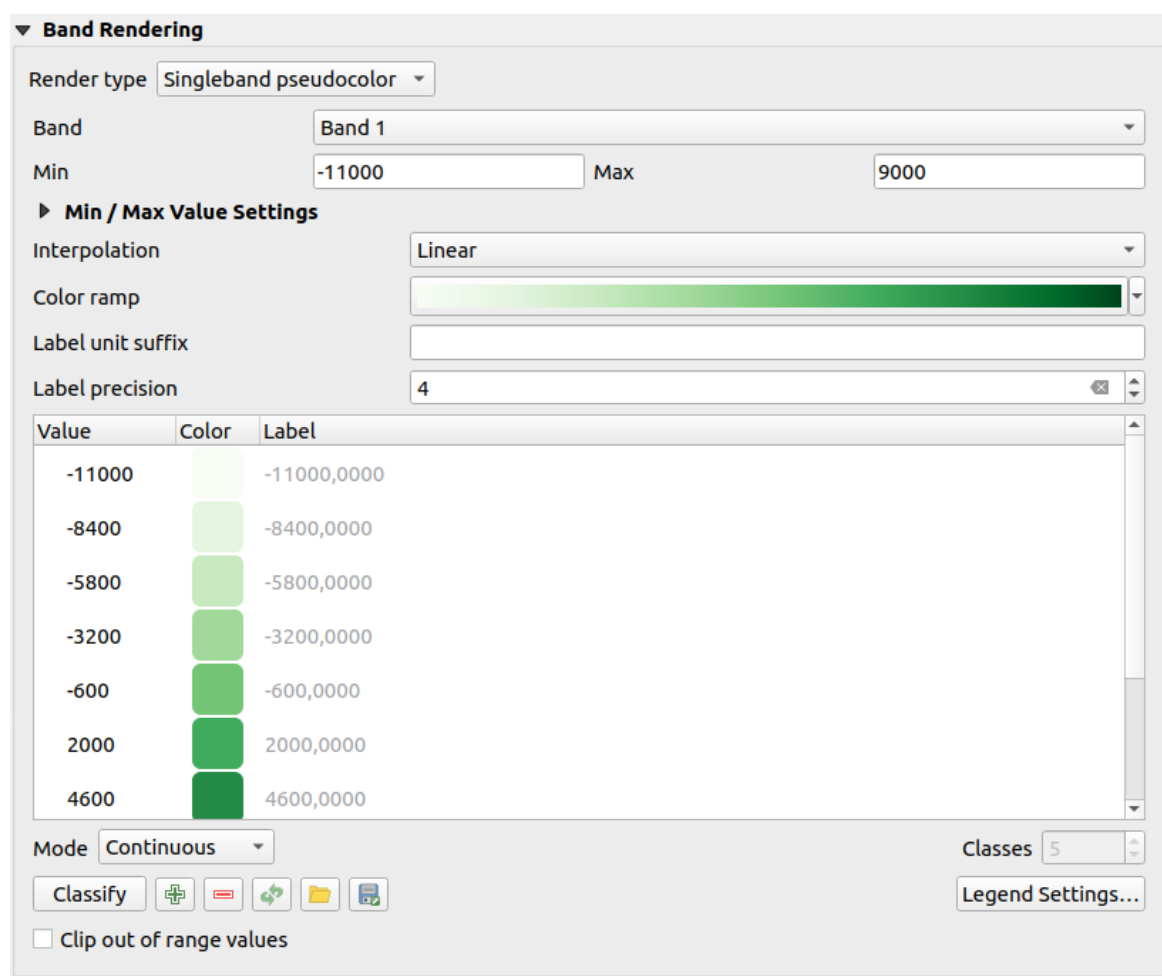 Band Rendering
Render type Singleband pseudocolor
Band Band 1
Min -11000 Max 9000
Min / Max Value Settings
Interpolation Linear
Color ramp
Label unit suffix
Label precision 4
Value Color Label
-11000 -11000,0000
-8400 -8400,0000
-5800 -5800,0000
-3200 -3200,0000
-600 -600,0000
2000 2000,0000
4600 4600,0000
Mode Continuous Classes 5
Classify Legend Settings...
Clip out of range values